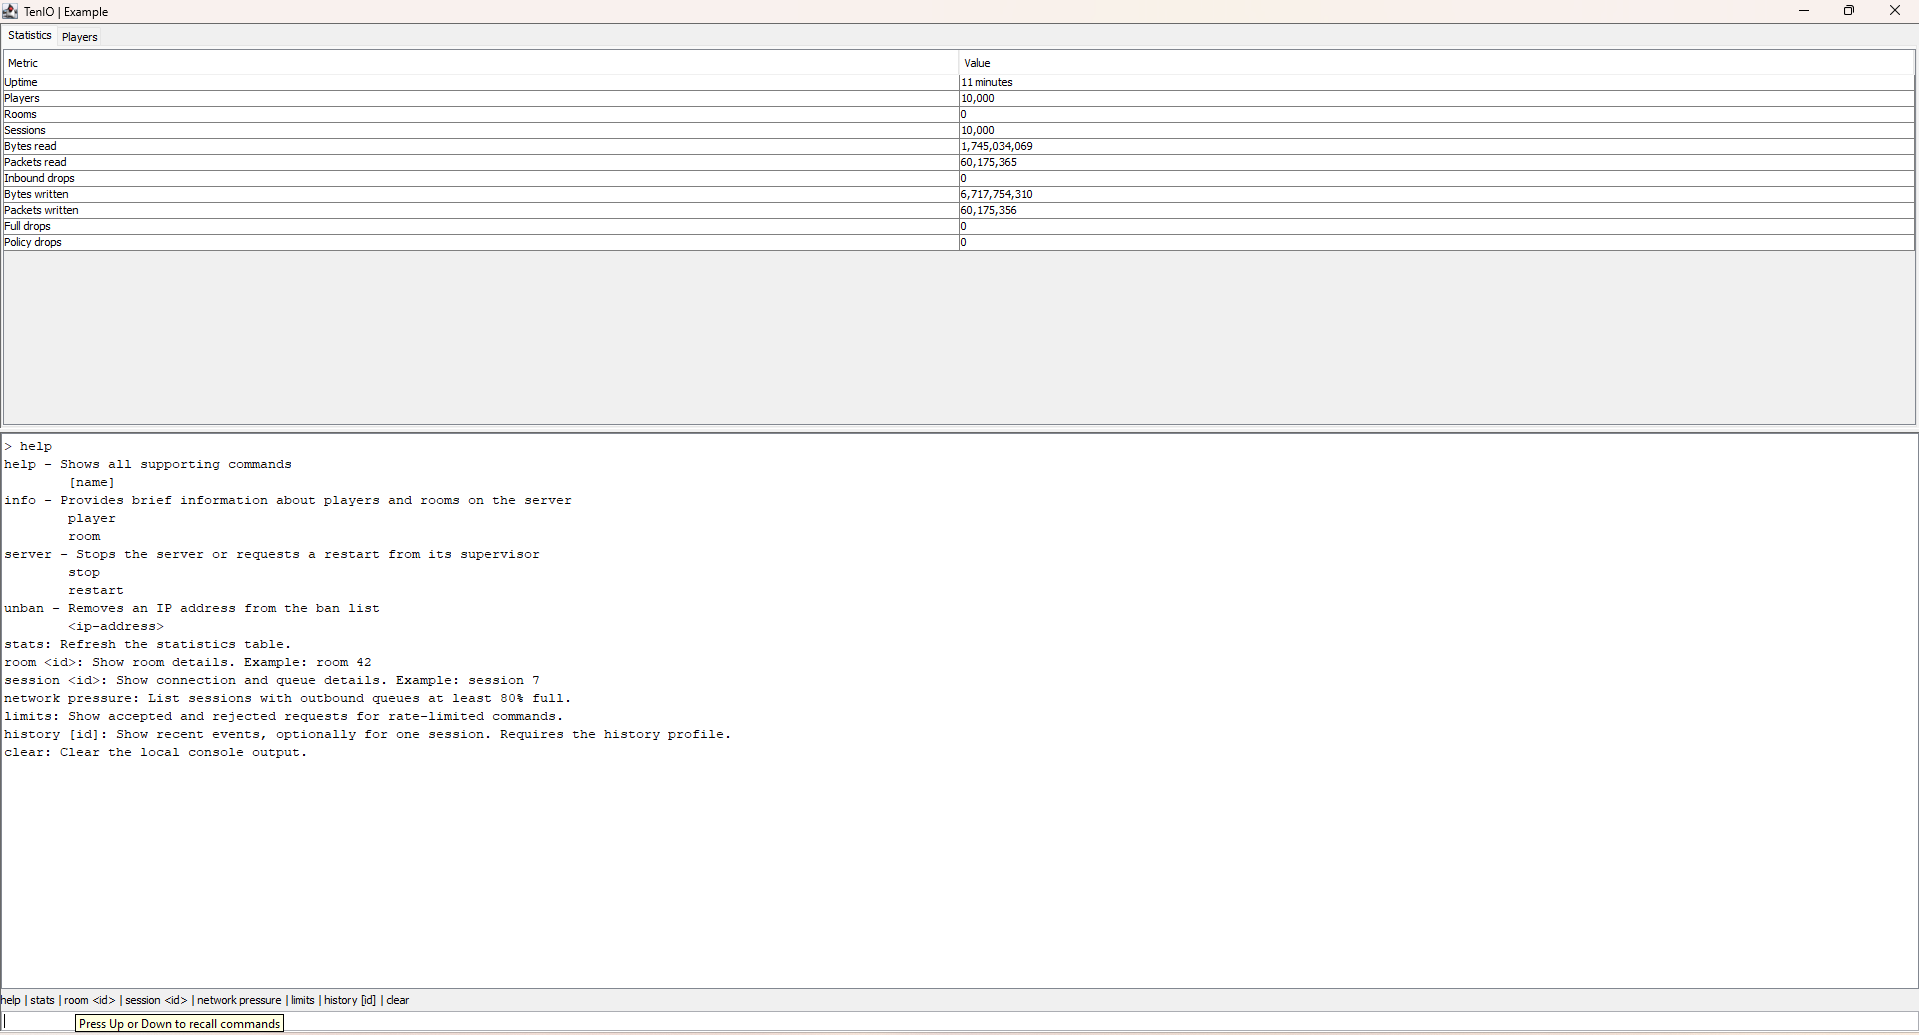 TenIO | Example
Statistics Players
Metric Value
Uptime 11 minutes
Players 10,000
Rooms 0
Sessions 10,000
Bytes read 1,745,034,069
Packets read 60,175,365
Inbound drops 0
Bytes written 6,717,754,310
Packets written 60,175,356
Full drops 0
Policy drops 0
> help
help - Shows all supporting commands
[name]
info - Provides brief information about players and rooms on the server
player
room
server - Stops the server or requests a restart from its supervisor
stop
restart
unban - Removes an IP address from the ban list
<ip-address>
stats: Refresh the statistics table.
room <id>: Show room details. Example: room 42
session <id>: Show connection and queue details. Example: session 7
network pressure: List sessions with outbound queues at least 80% full.
limits: Show accepted and rejected requests for rate-limited commands.
history [id]: Show recent events, optionally for one session. Requires the history profile.
clear: Clear the local console output.
help | stats | room <id> | session <id> | network pressure | limits | history [id] | clear
Press Up or Down to recall commands